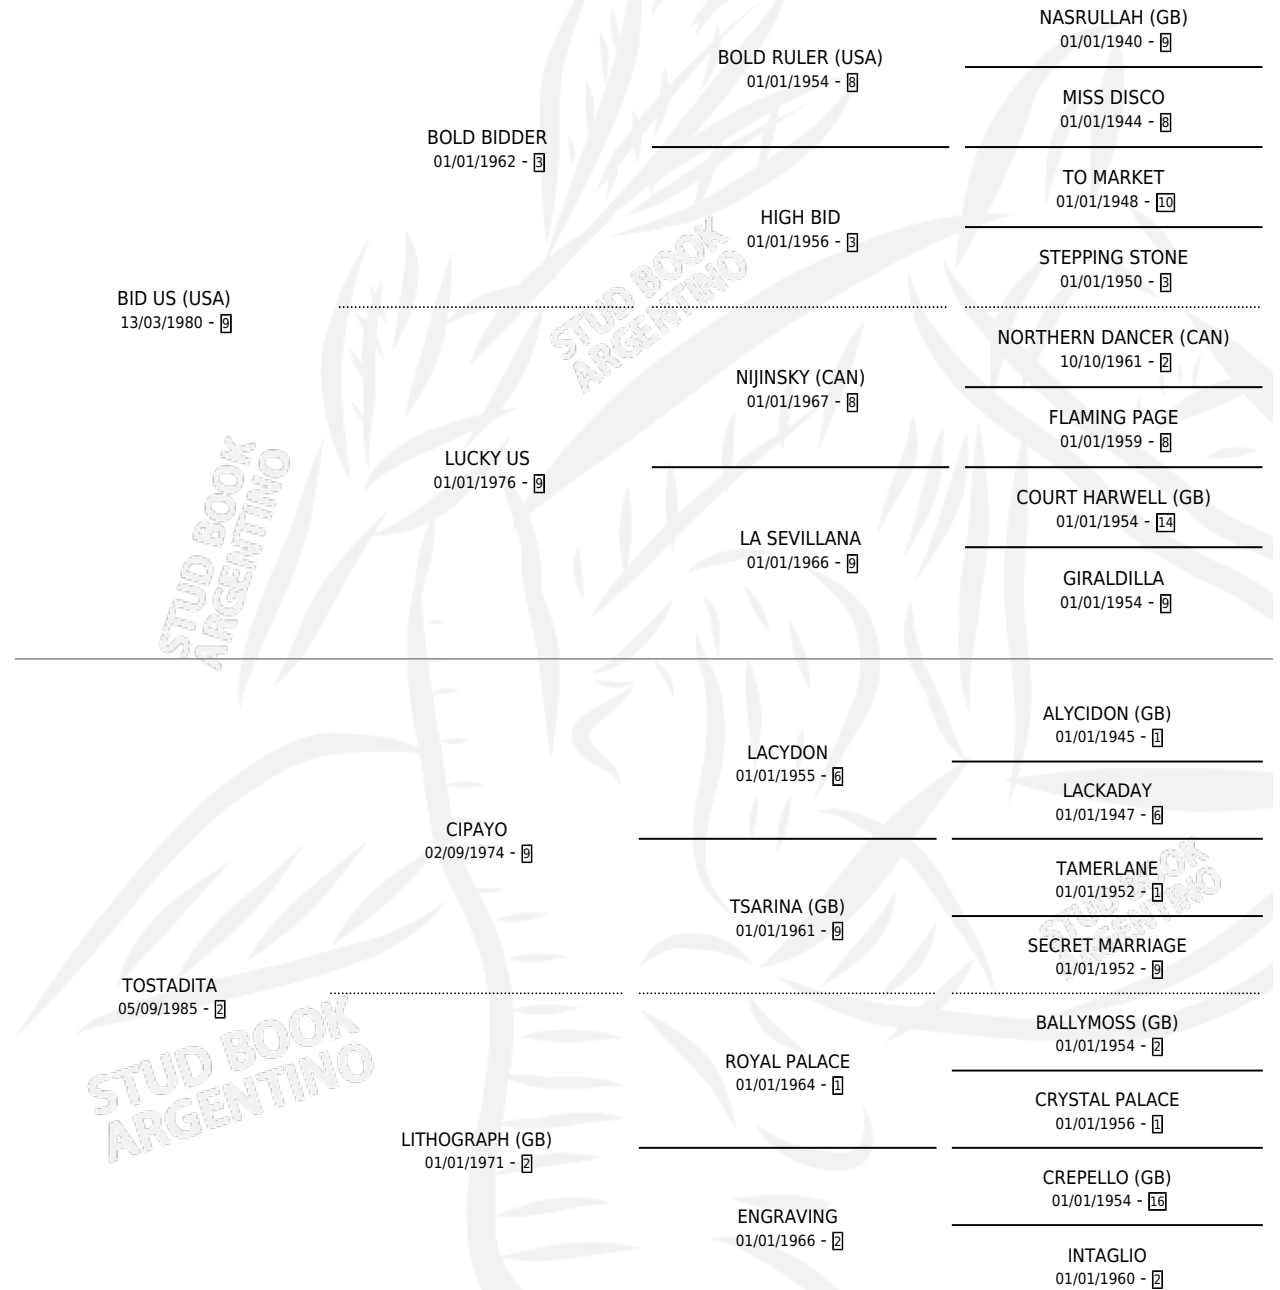 NASRULLAH (GB)
01/01/1940 - 9
BOLD RULER (USA)
01/01/1954 - 8
MISS DISCO
01/01/1944 - 8
BOLD BIDDER
01/01/1962 - 3
TO MARKET
01/01/1948 - 10
HIGH BID
01/01/1956 - 3
STEPPING STONE
01/01/1950 - 3
BID US (USA)
13/03/1980 - 9
NORTHERN DANCER (CAN)
10/10/1961 - 2
NIJINSKY (CAN)
01/01/1967 - 8
FLAMING PAGE
01/01/1959 - 8
LUCKY US
01/01/1976 - 9
COURT HARWELL (GB)
01/01/1954 - 14
LA SEVILLANA
01/01/1966 - 9
GIRALDILLA
01/01/1954 - 9
STUD BOOK
ARGENTINO
STUD BOOK
ARGENTINO
ALYCIDON (GB)
01/01/1945 - 1
LACYDON
01/01/1955 - 6
LACKADAY
01/01/1947 - 6
CIPAYO
02/09/1974 - 9
TAMERLANE
01/01/1952 - 1
TSARINA (GB)
01/01/1961 - 9
SECRET MARRIAGE
01/01/1952 - 9
TOSTADITA
05/09/1985 - 2
BALLYMOSS (GB)
01/01/1954 - 2
ROYAL PALACE
01/01/1964 - 1
CRYSTAL PALACE
01/01/1956 - 1
LITHOGRAPH (GB)
01/01/1971 - 2
CREPELLO (GB)
01/01/1954 - 16
ENGRAVING
01/01/1966 - 2
INTAGLIO
01/01/1960 - 2
STUD BOOK
ARGENTINO
STUD BOOK
ARGENTINO